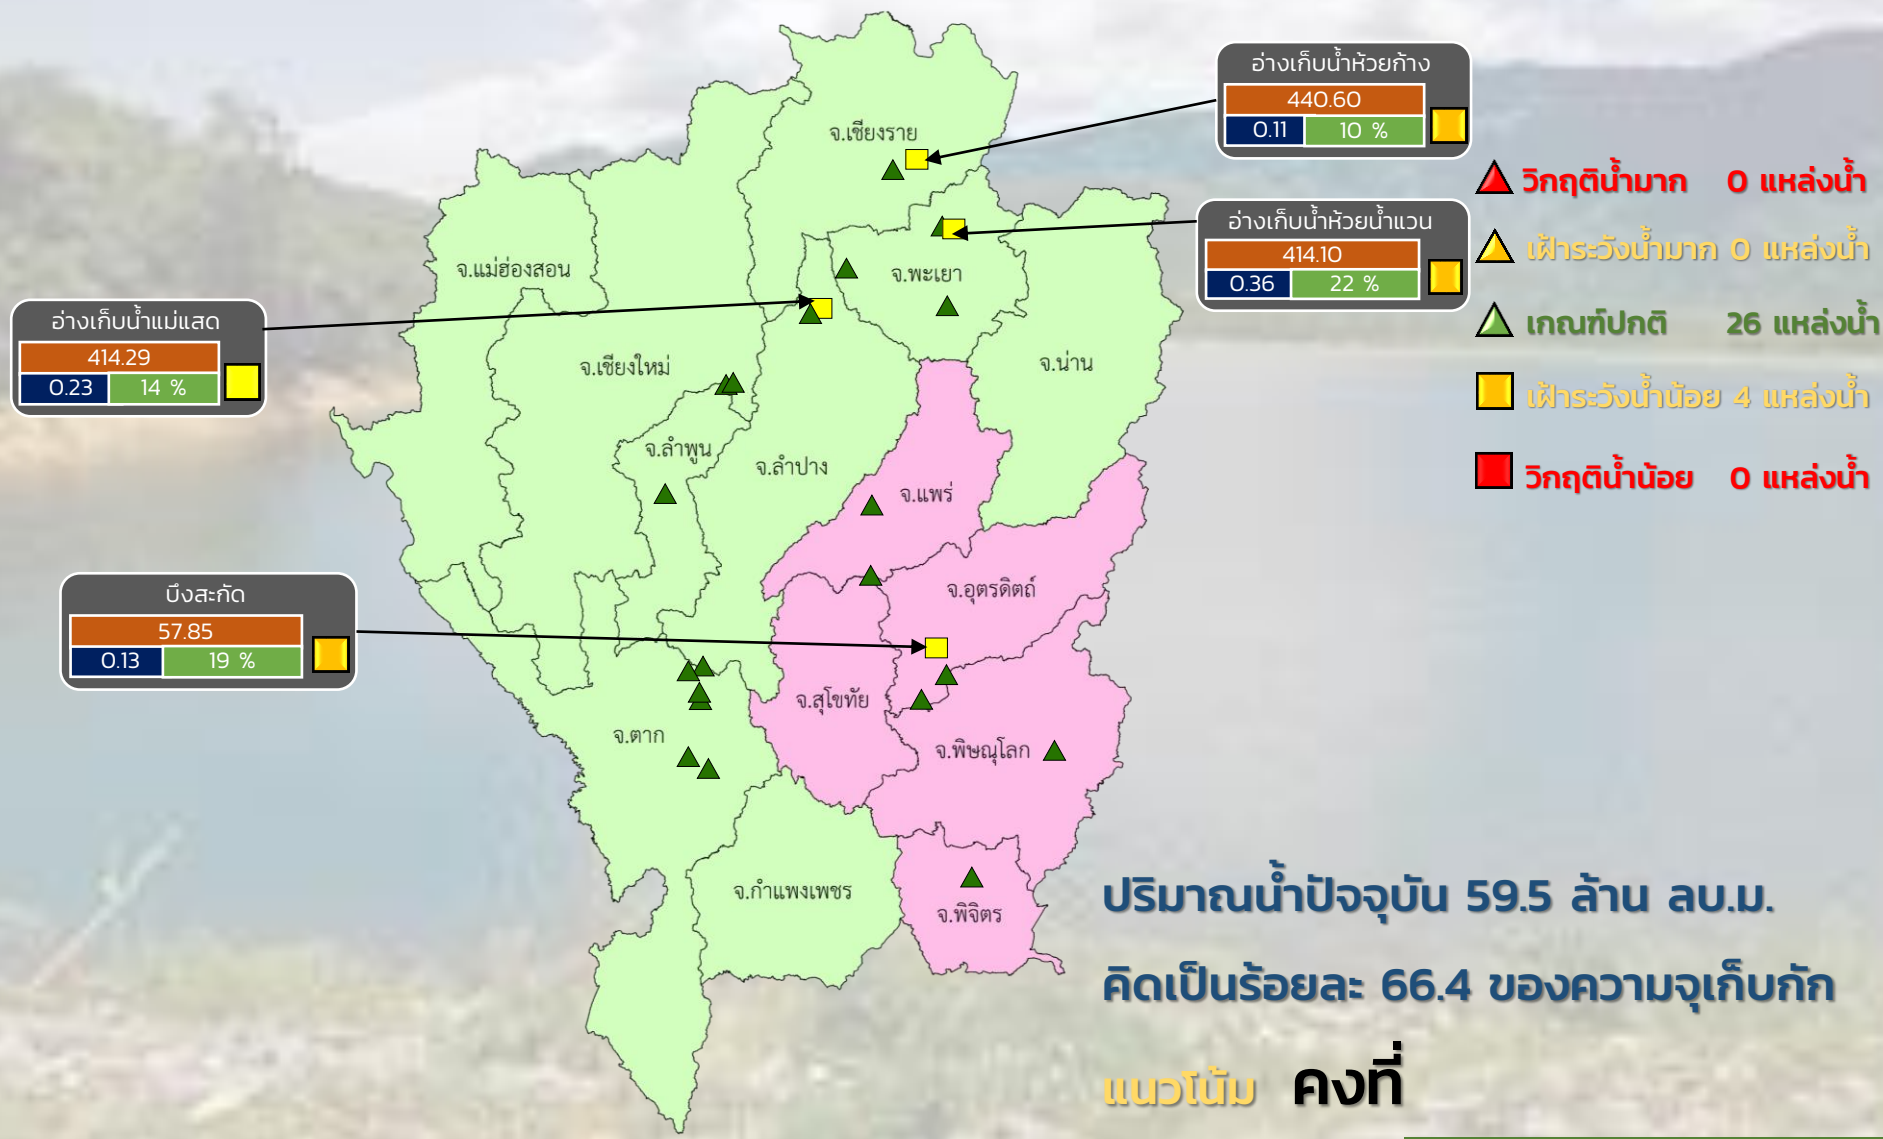 อ่างเก็บน้ำห้วยก้าง
440.60
0.11 10 %
จ.เชียงราย
วิกฤติน้ำมาก 0 แหล่งน้ำ
อ่างเก็บน้ำห้วยน้ำแวน
414.10
0.36 22 %
เฝ้าระวังน้ำมาก 0 แหล่งน้ำ
จ.แม่ฮ่องสอน
จ.พะเยา
อ่างเก็บน้ำแม่แสด
414.29
0.23 14 %
เกณฑ์ปกติ 26 แหล่งน้ำ
จ.เชียงใหม่
จ.น่าน
เฝ้าระวังน้ำน้อย 4 แหล่งน้ำ
จ.ลำพูน
จ.ลำปาง
จ.แพร่
วิกฤติน้ำน้อย 0 แหล่งน้ำ
บึงสะกัด
57.85
0.13 19 %
จ.อุตรดิตถ์
จ.สุโขทัย
จ.ตาก
จ.พิษณุโลก
จ.กำแพงเพชร
จ.พิจิตร
ปริมาณน้ำปัจจุบัน 59.5 ล้าน ลบ.ม.
คิดเป็นร้อยละ 66.4 ของความจุเก็บกัก
แนวโน้ม คงที่